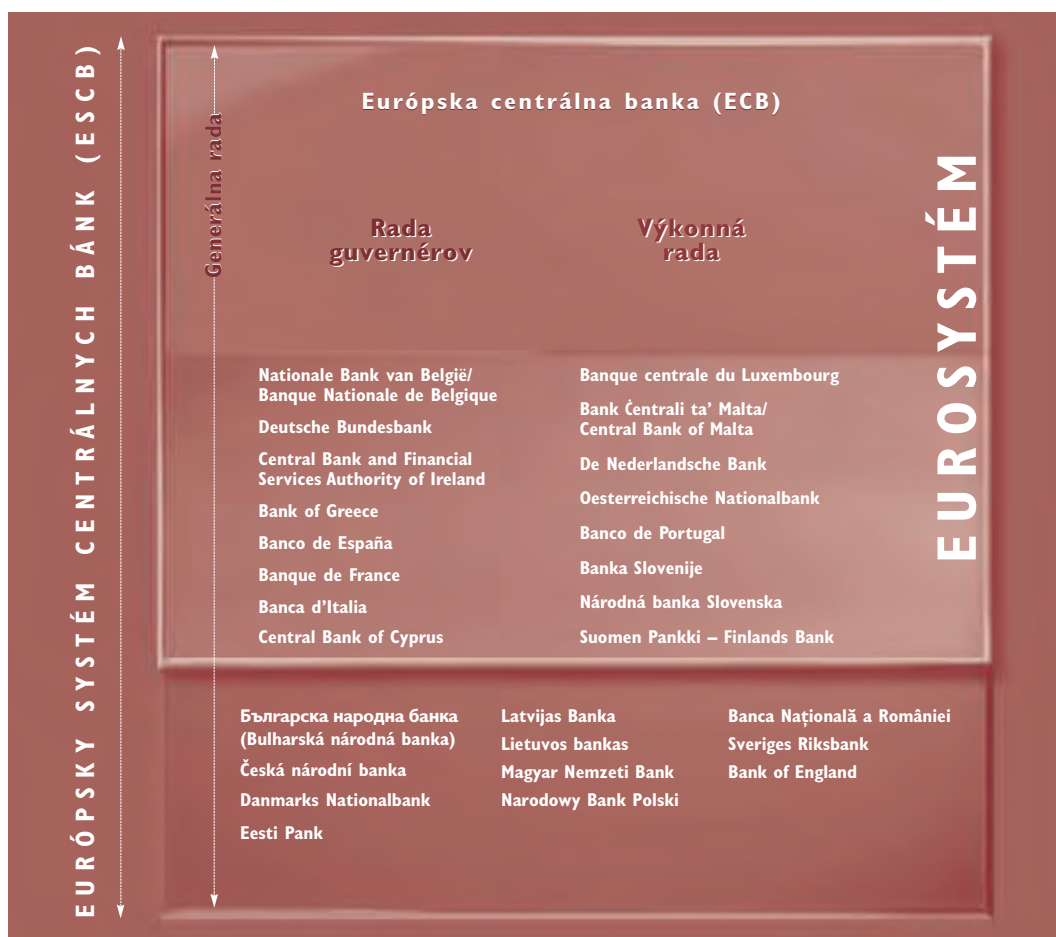 EURÓPSKY SYSTÉM CENTRÁLNYCH BÁNK (ESCB)
Generálna rada
Európska centrálna banka (ECB)
Rada
guvernérov
Výkonná
rada
EUROSYSTÉM
Nationale Bank van België/
Banque Nationale de Belgique
Deutsche Bundesbank
Central Bank and Financial
Services Authority of Ireland
Bank of Greece
Banco de España
Banque de France
Banca d’Italia
Central Bank of Cyprus
Banque centrale du Luxembourg
Bank Ċentrali ta’ Malta/
Central Bank of Malta
De Nederlandsche Bank
Oesterreichische Nationalbank
Banco de Portugal
Banka Slovenije
Národná banka Slovenska
Suomen Pankki – Finlands Bank
Българска народна банка
(Bulharská národná banka)
Česká národní banka
Danmarks Nationalbank
Eesti Pank
Latvijas Banka
Lietuvos bankas
Magyar Nemzeti Bank
Narodowy Bank Polski
Banca Națională a României
Sveriges Riksbank
Bank of England